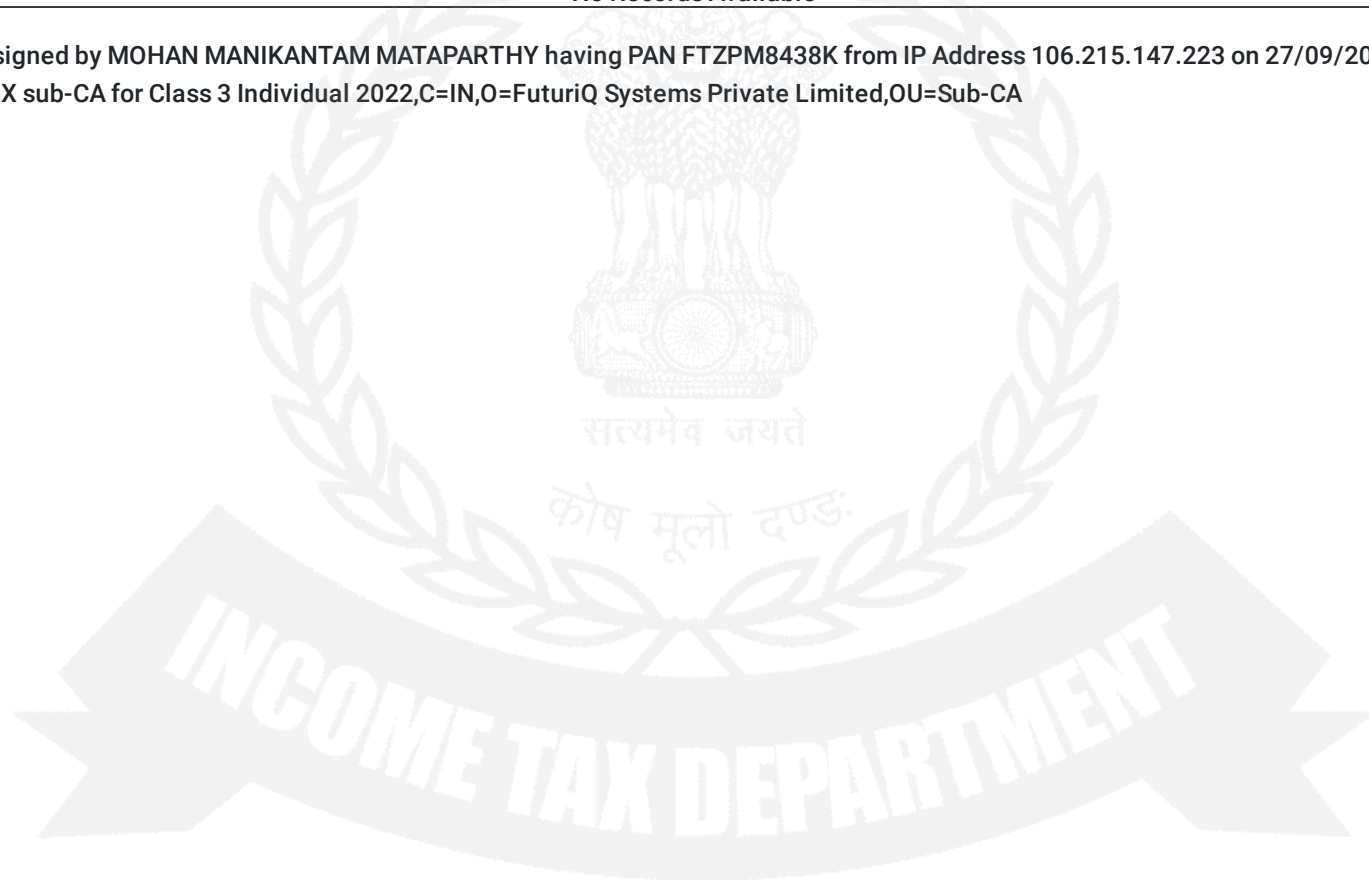 signed by MOHAN MANIKANTAM MATAPARTHY having PAN FTZPM8438K from IP Address 106.215.147.223 on 27/09/20
X sub-CA for Class 3 Individual 2022,C=IN,O=FuturiQ Systems Private Limited,OU=Sub-CA
सत्यमेव जयते
कोष मूलो दण्डः
INCOME TAX DEPARTMENT